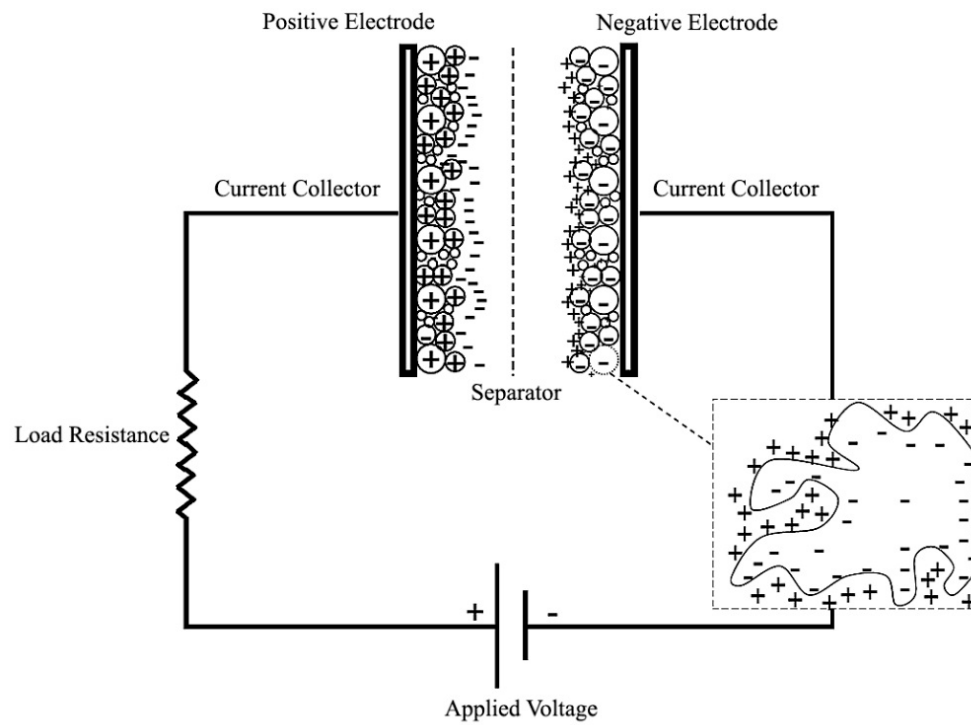 Positive Electrode
Negative Electrode
Current Collector
Current Collector
Separator
Load Resistance
+ -
Applied Voltage